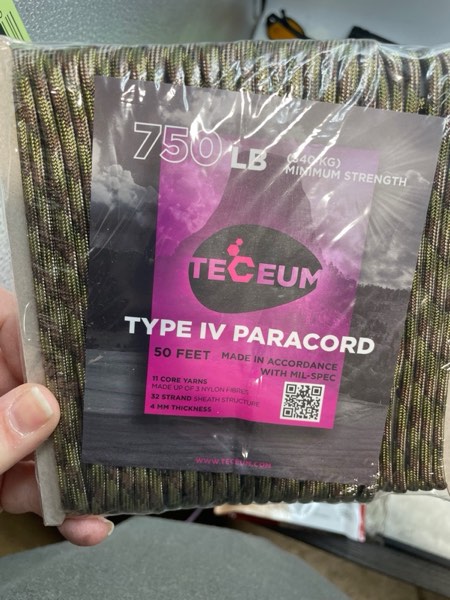 750 LB
(340 KG)
MINIMUM STRENGTH
TECEUM
TYPE IV PARACORD
50 FEET
MADE IN ACCORDANCE
WITH MIL-SPEC
11 CORE YARNS
MADE UP OF 3 NYLON FIBRES
32 STRAND SHEATH STRUCTURE
4 MM THICKNESS
WWW.TECEUM.COM